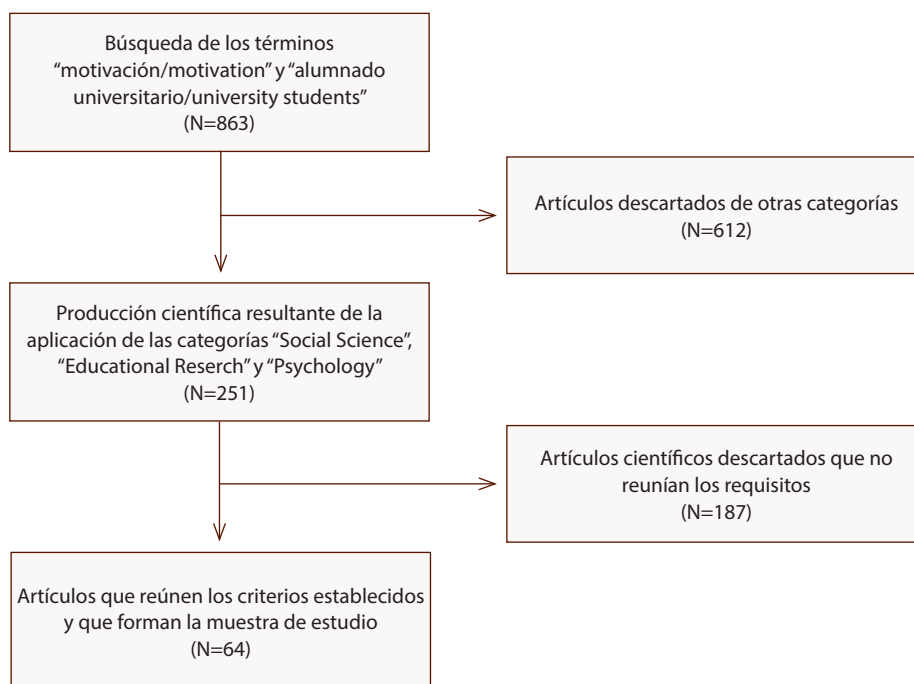 Búsqueda de los términos
“motivación/motivation” y “alumnado
universitario/university students”
(N=863)
Artículos descartados de otras categorías
(N=612)
Producción científica resultante de la
aplicación de las categorías “Social Science”,
“Educational Reserch” y “Psychology”
(N=251)
Artículos científicos descartados que no
reunían los requisitos
(N=187)
Artículos que reúnen los criterios establecidos
y que forman la muestra de estudio
(N=64)